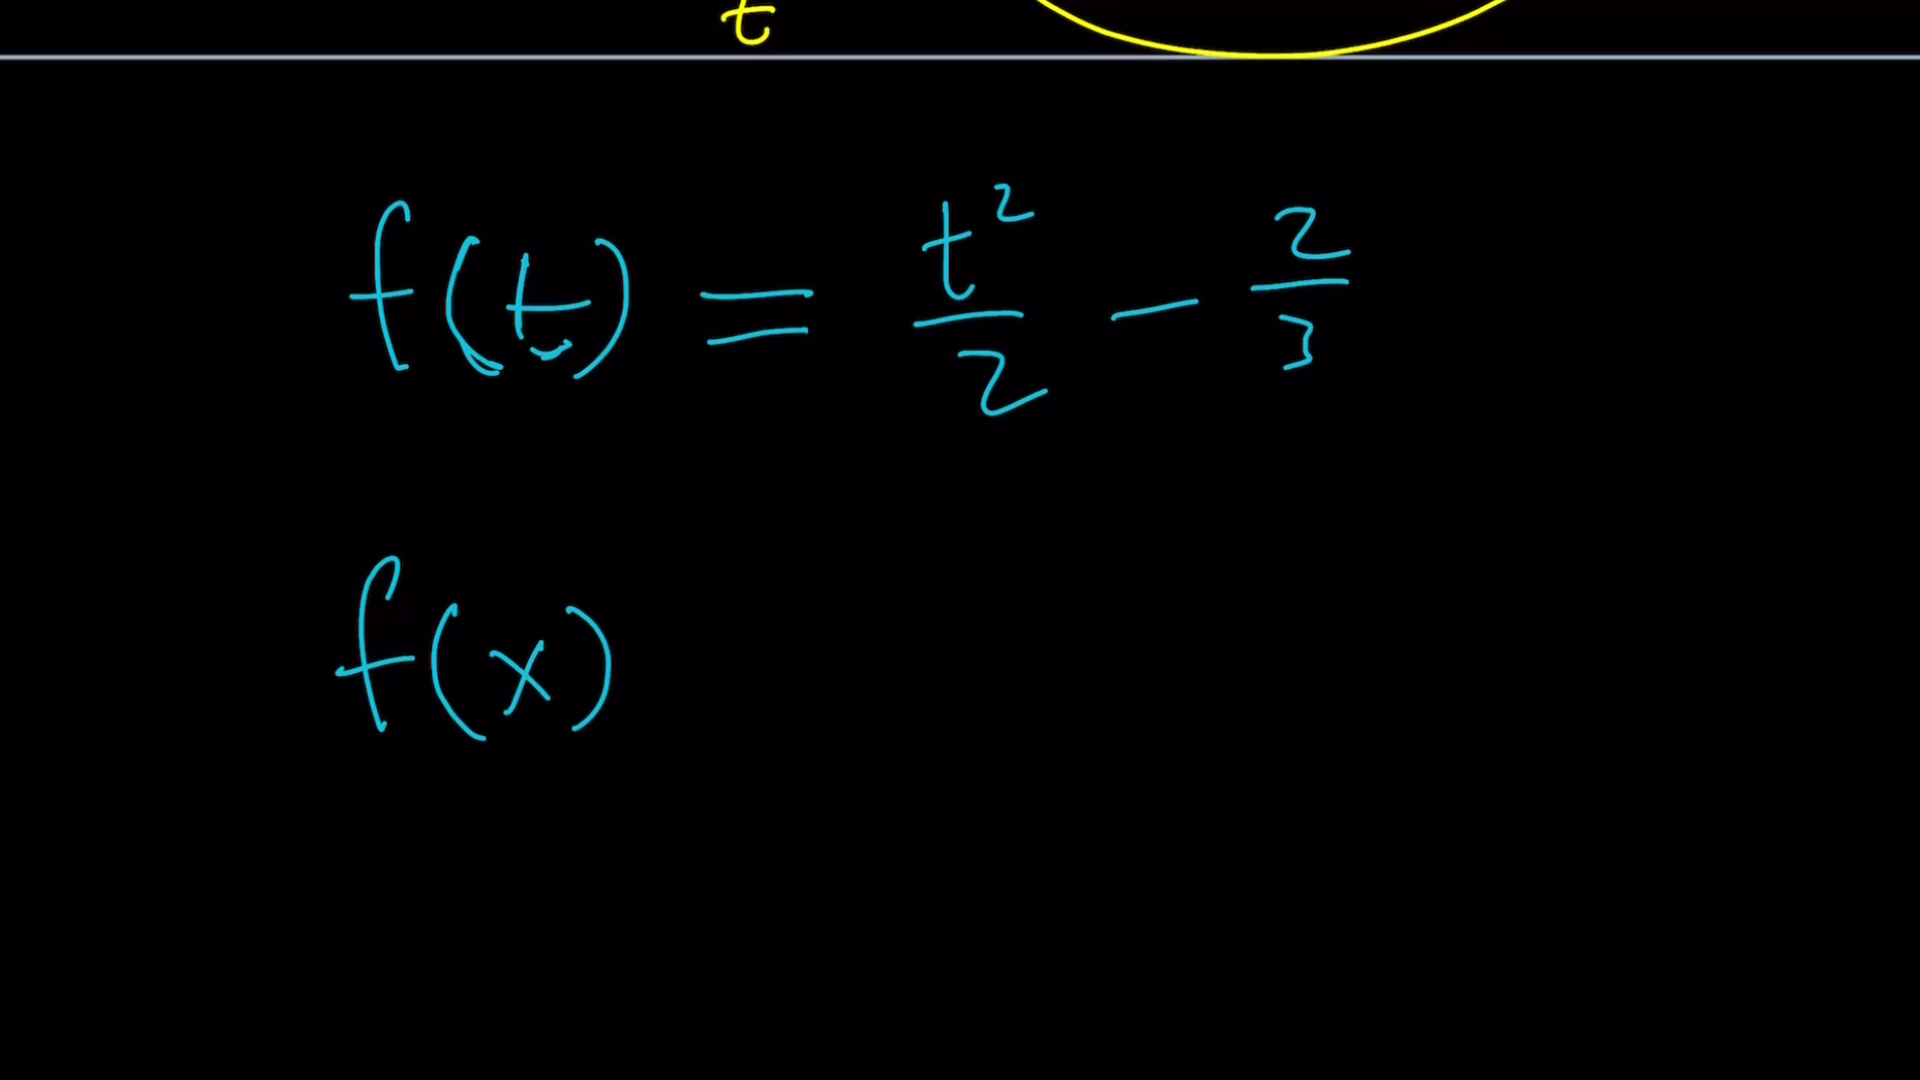 t
f(t) = t²/2 - 2/3
f(x)